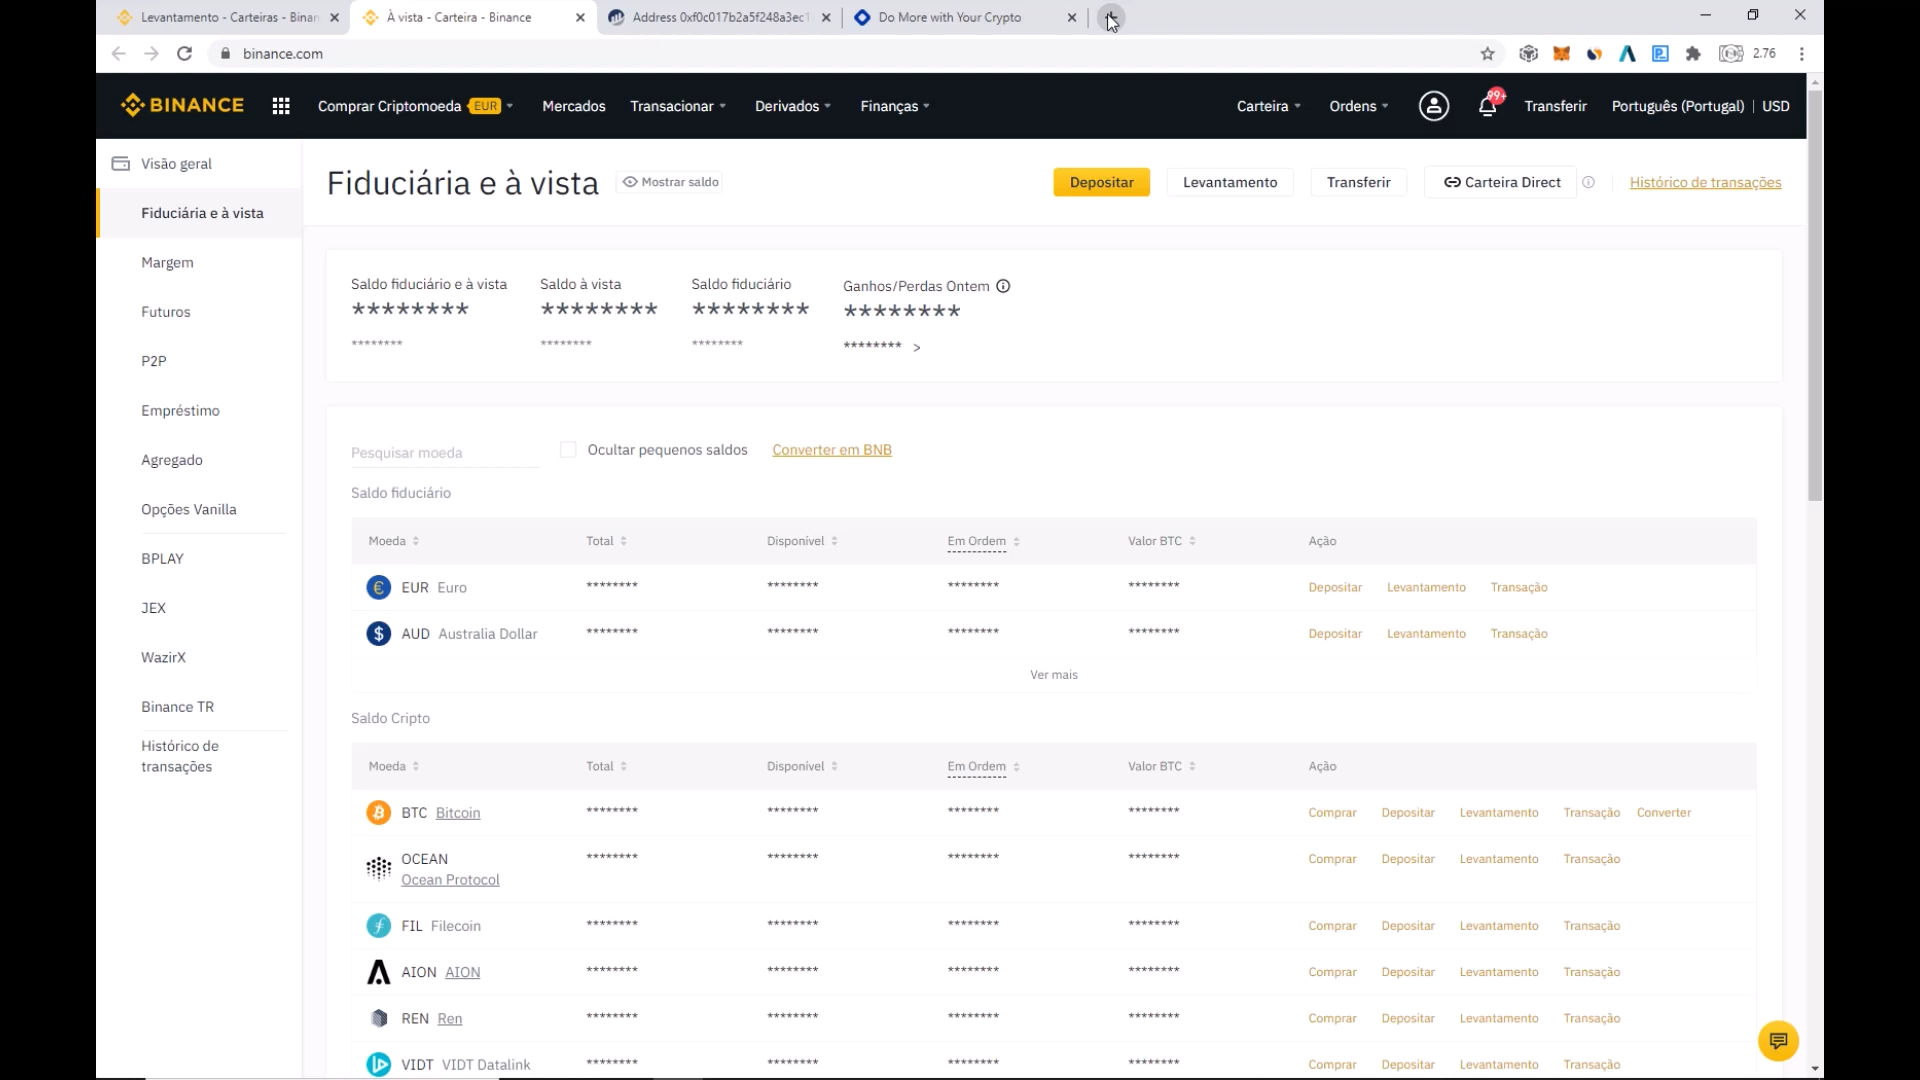 Levantamento - Carteiras - Binan
À vista - Carteira - Binance
Address 0xf0c017b2a5f248a3ec1
Do More with Your Crypto
binance.com
2.76
BINANCE
Comprar Criptomoeda EUR
Mercados
Transacionar
Derivados
Finanças
Carteira
Ordens
99+
Transferir
Português (Portugal) | USD
Visão geral
Fiduciária e à vista
Margem
Futuros
P2P
Empréstimo
Agregado
Opções Vanilla
BPLAY
JEX
WazirX
Binance TR
Histórico de
transações
Fiduciária e à vista
Mostrar saldo
Depositar
Levantamento
Transferir
Carteira Direct
Histórico de transações
Saldo fiduciário e à vista
Saldo à vista
Saldo fiduciário
Ganhos/Perdas Ontem
******** ******** ******** ********
******** ******** ******** ******** >
Pesquisar moeda
Ocultar pequenos saldos
Converter em BNB
Saldo fiduciário
Moeda Total Disponível Em Ordem Valor BTC Ação
EUR Euro ******** ******** ******** ******** Depositar Levantamento Transação
AUD Australia Dollar ******** ******** ******** ******** Depositar Levantamento Transação
Ver mais
Saldo Cripto
Moeda Total Disponível Em Ordem Valor BTC Ação
BTC Bitcoin ******** ******** ******** ******** Comprar Depositar Levantamento Transação Converter
OCEAN ******** ******** ******** ******** Comprar Depositar Levantamento Transação
Ocean Protocol
FIL Filecoin ******** ******** ******** ******** Comprar Depositar Levantamento Transação
AION AION ******** ******** ******** ******** Comprar Depositar Levantamento Transação
REN Ren ******** ******** ******** ******** Comprar Depositar Levantamento Transação
VIDT VIDT Datalink ******** ******** ******** ******** Comprar Depositar Levantamento Transação